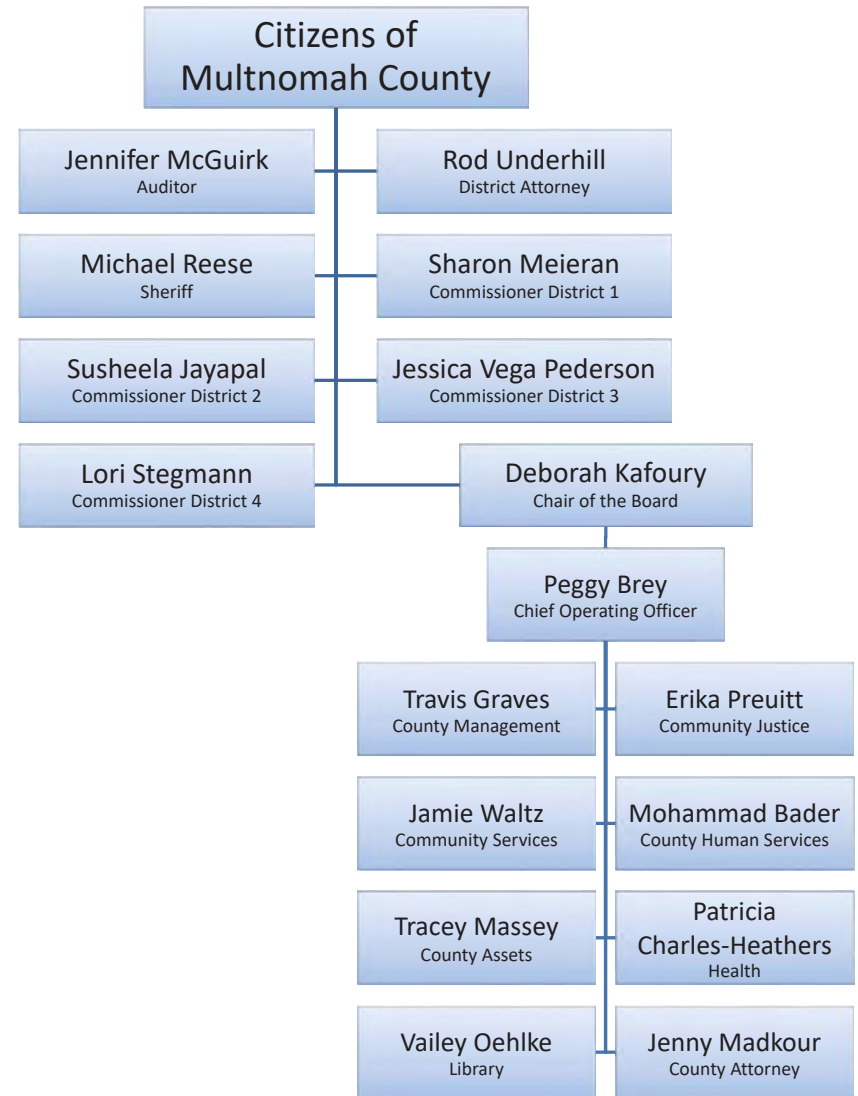 Citizens of
Multnomah County
Jennifer McGuirk
Auditor
Rod Underhill
District Attorney
Michael Reese
Sheriff
Sharon Meieran
Commissioner District 1
Susheela Jayapal
Commissioner District 2
Jessica Vega Pederson
Commissioner District 3
Lori Stegmann
Commissioner District 4
Deborah Kafoury
Chair of the Board
Peggy Brey
Chief Operating Officer
Travis Graves
County Management
Erika Preuitt
Community Justice
Jamie Waltz
Community Services
Mohammad Bader
County Human Services
Tracey Massey
County Assets
Patricia
Charles-Heathers
Health
Vailey Oehlke
Library
Jenny Madkour
County Attorney